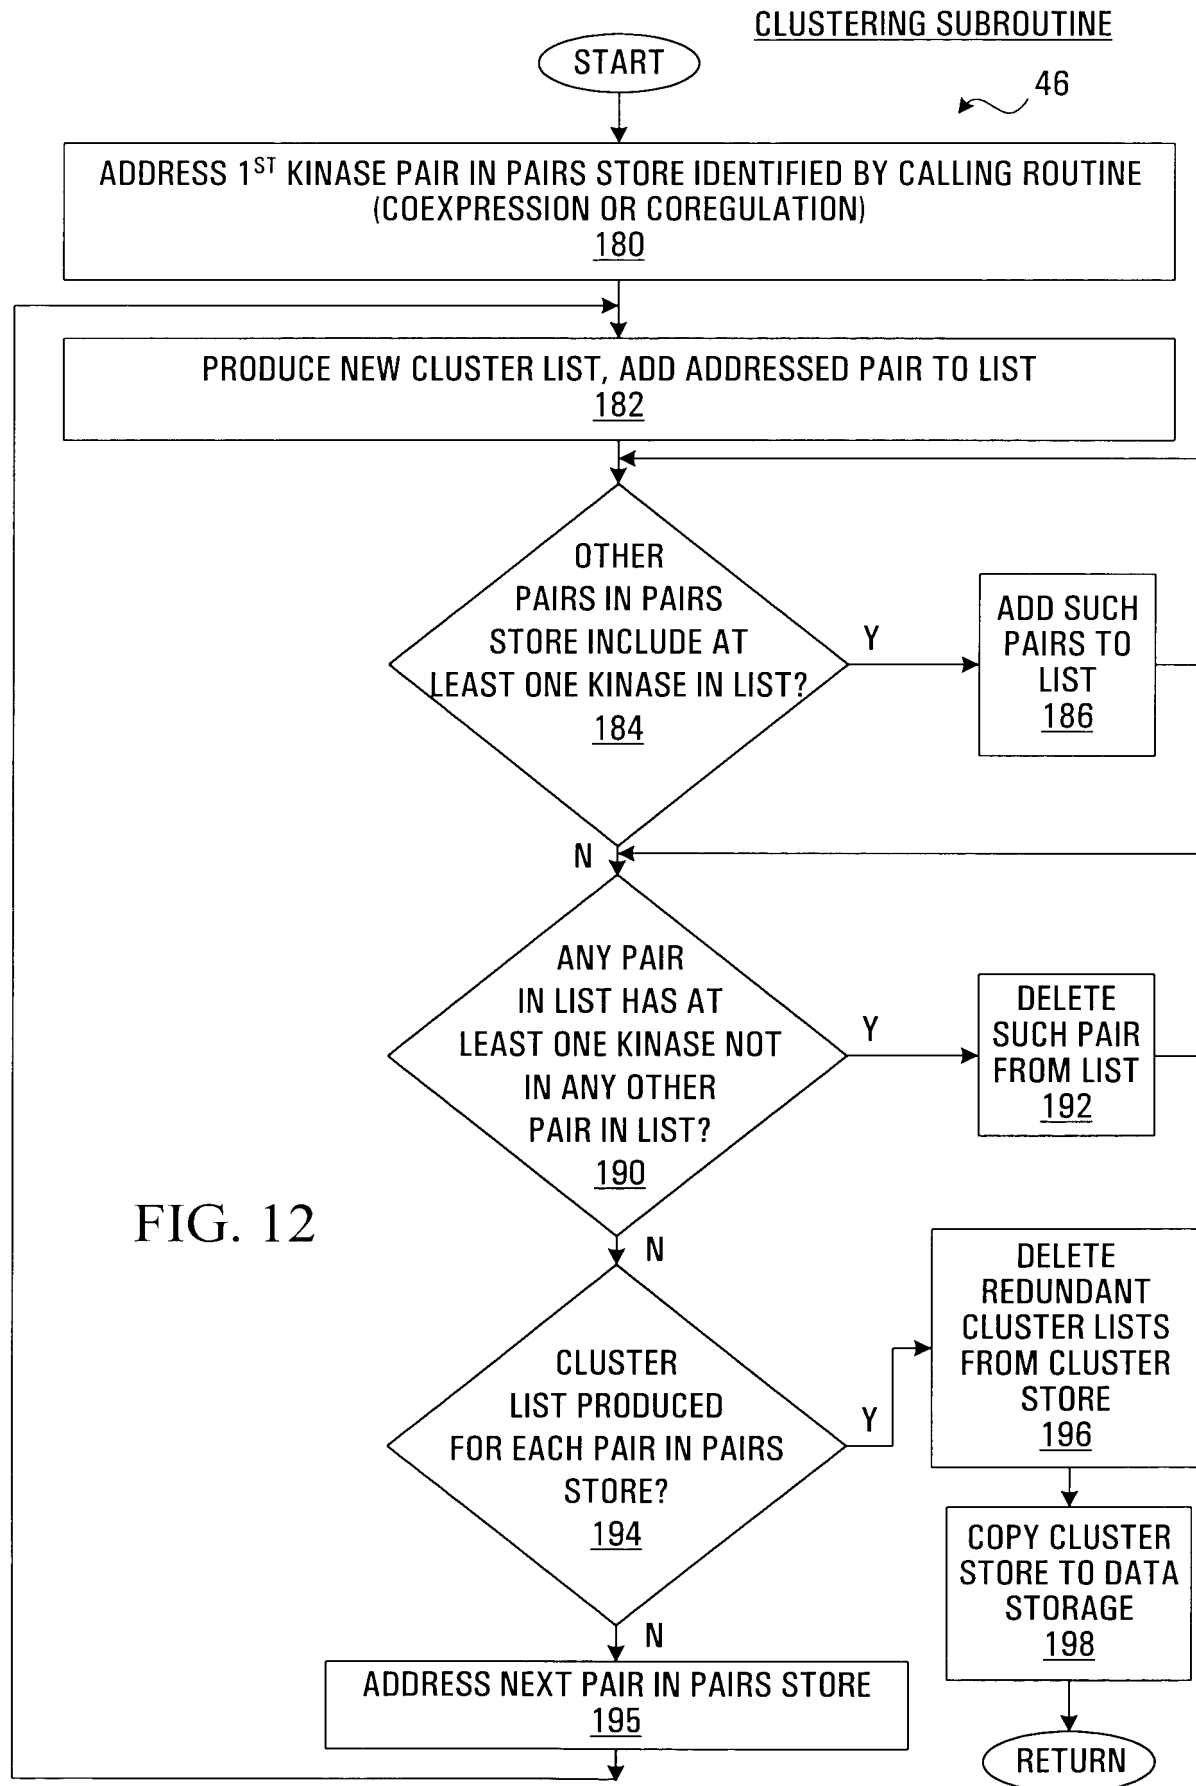 CLUSTERING SUBROUTINE
START
46
ADDRESS 1ST KINASE PAIR IN PAIRS STORE IDENTIFIED BY CALLING ROUTINE
(COEXPRESSION OR COREGULATION)
180
PRODUCE NEW CLUSTER LIST, ADD ADDRESSED PAIR TO LIST
182
OTHER
PAIRS IN PAIRS
STORE INCLUDE AT
LEAST ONE KINASE IN LIST?
184
Y
ADD SUCH
PAIRS TO
LIST
186
N
ANY PAIR
IN LIST HAS AT
LEAST ONE KINASE NOT
IN ANY OTHER
PAIR IN LIST?
190
Y
DELETE
SUCH PAIR
FROM LIST
192
FIG. 12
N
CLUSTER
LIST PRODUCED
FOR EACH PAIR IN PAIRS
STORE?
194
Y
DELETE
REDUNDANT
CLUSTER LISTS
FROM CLUSTER
STORE
196
COPY CLUSTER
STORE TO DATA
STORAGE
198
N
ADDRESS NEXT PAIR IN PAIRS STORE
195
RETURN